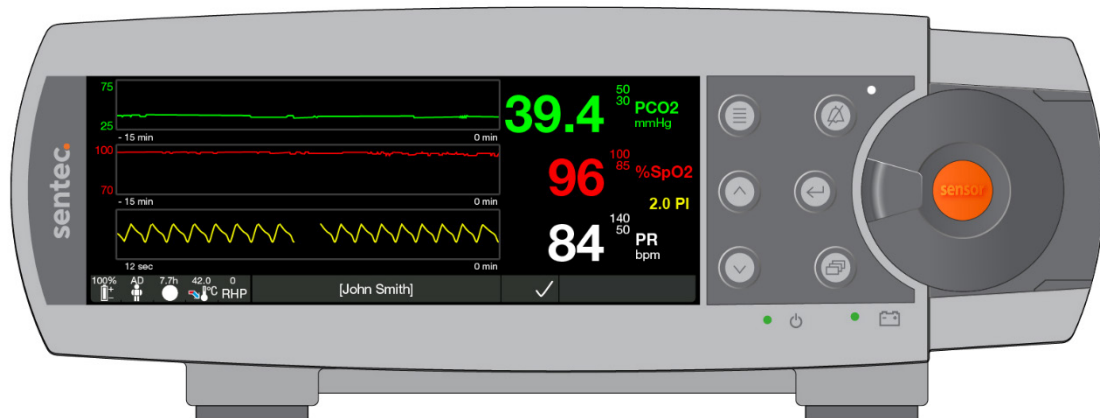 sentec.
75
25
- 15 min
0 min
39.4
50
30
PCO2
mmHg
100
70
- 15 min
0 min
96
100
85
%SpO2
2.0 PI
12 sec
0 min
84
140
50
PR
bpm
100%
AD
7.7h
42.0
°C
0
RHP
[John Smith]
sensor